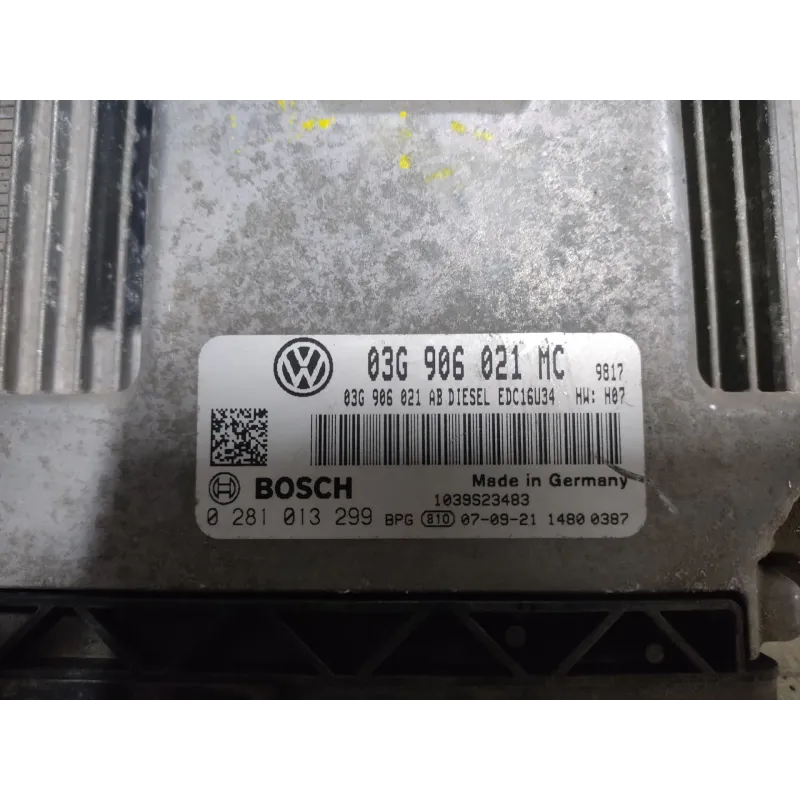 03G 906 021 MC 9817
03G 906 021 AB DIESEL EDC16U34 HW: H07
BOSCH Made in Germany
1039S23483
0 281 013 299 BPG 810 07-09-21 1480 0387